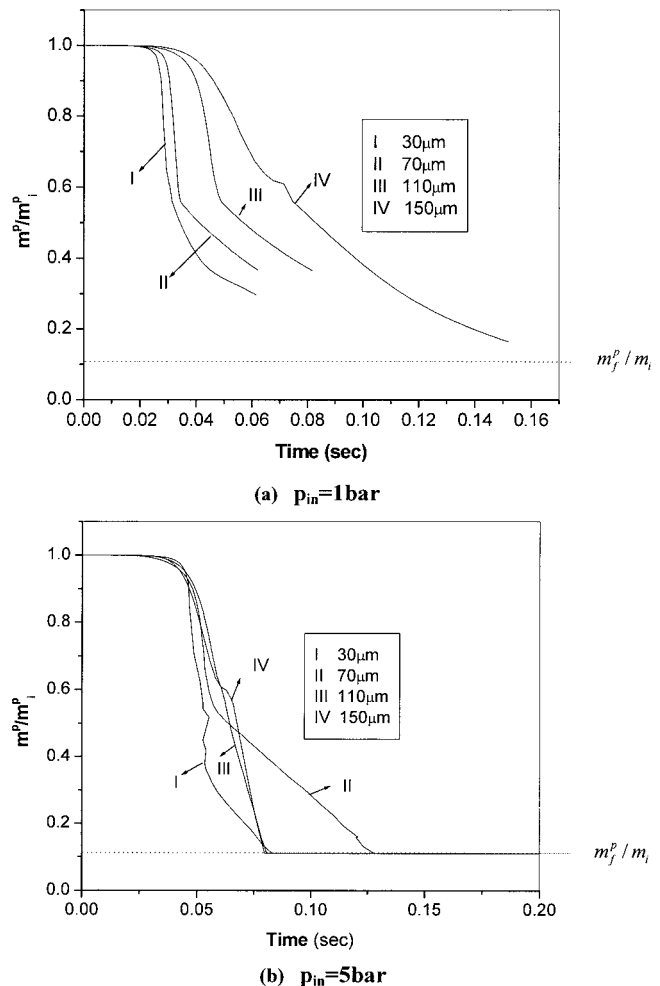 1.0
0.8
0.6
0.4
0.2
0.0
m^p/m^p_i
I
II
III
IV
I 30μm
II 70μm
III 110μm
IV 150μm
m_f^p / m_i
0.00 0.02 0.04 0.06 0.08 0.10 0.12 0.14 0.16
Time (sec)
(a) p_in=1bar
1.0
0.8
0.6
0.4
0.2
0.0
m^p/m^p_i
IV
I
III
II
I 30μm
II 70μm
III 110μm
IV 150μm
m_f^p / m_i
0.00 0.05 0.10 0.15 0.20
Time (sec)
(b) p_in=5bar